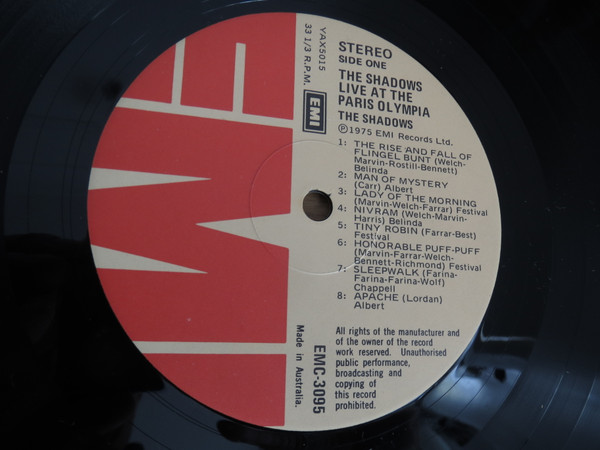 EMI
YAX5015
33 1/3 R.P.M.
EMI
STEREO
SIDE ONE
THE SHADOWS
LIVE AT THE
PARIS OLYMPIA
THE SHADOWS
Ⓟ1975 EMI Records Ltd.
1: THE RISE AND FALL OF
FLINGEL BUNT (Welch-
Marvin-Rostill-Bennett)
Belinda
2: MAN OF MYSTERY
(Carr) Albert
3: LADY OF THE MORNING
(Marvin-Welch-Farrar) Festival
4: NIVRAM (Welch-Marvin-
Harris) Belinda
5: TINY ROBIN (Farrar-Best)
Festival
6: HONORABLE PUFF-PUFF
(Marvin-Farrar-Welch-
Bennett-Richmond) Festival
7: SLEEPWALK (Farina-
Farina-Farina-Wolf)
Chappell
8: APACHE (Lordan)
Albert
All rights of the manufacturer and
of the owner of the record
work reserved. Unauthorised
public performance,
broadcasting and
copying of
this record
prohibited.
EMC-3095
Made in Australia.